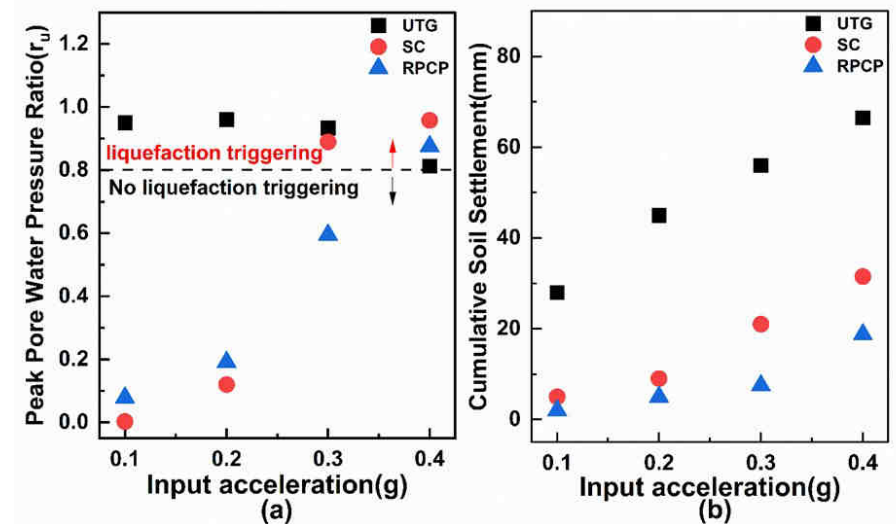 Peak Pore Water Pressure Ratio(ru)
1.2
1.0
0.8
0.6
0.4
0.2
0.0
UTG
SC
RPCP
liquefaction triggering
No liquefaction triggering
0.1 0.2 0.3 0.4
Input acceleration(g)
(a)
Cumulative Soil Settlement(mm)
80
60
40
20
0
UTG
SC
RPCP
0.1 0.2 0.3 0.4
Input acceleration(g)
(b)